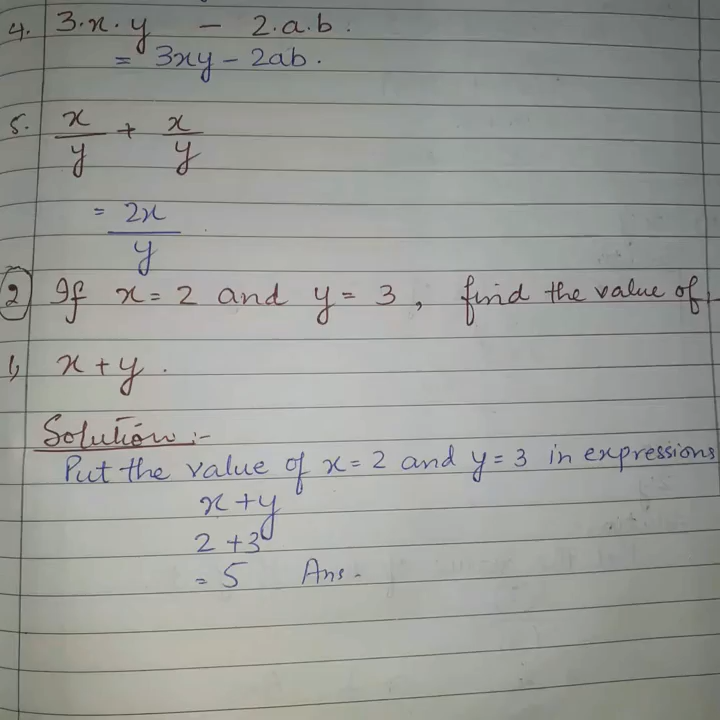 4. 3.x.y - 2.a.b.
= 3xy - 2ab.
5. x/y + x/y
= 2x/y
2 If x = 2 and y = 3, find the value of,
1) x + y.
Solution :-
Put the value of x = 2 and y = 3 in expressions
x + y
2 + 3
= 5 Ans.